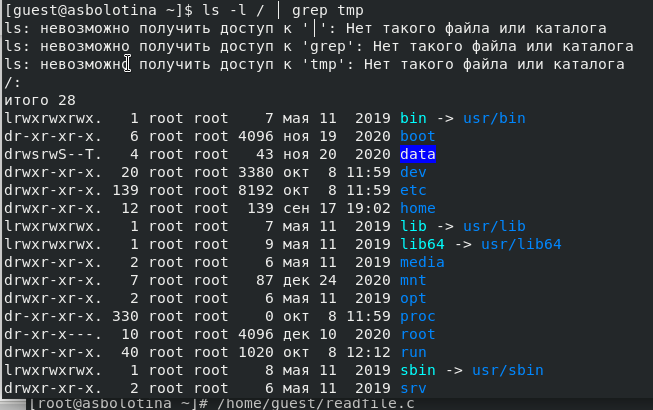 [guest@asbolotina ~]$ ls -l / │ grep tmp
ls: невозможно получить доступ к '│': Нет такого файла или каталога
ls: невозможно получить доступ к 'grep': Нет такого файла или каталога
ls: невозможно получить доступ к 'tmp': Нет такого файла или каталога
/:
итого 28
lrwxrwxrwx.   1 root root    7 мая 11  2019 bin -> usr/bin
dr-xr-xr-x.   6 root root 4096 ноя 19  2020 boot
drwsrwS--T.   4 root root   43 ноя 20  2020 data
drwxr-xr-x.  20 root root 3380 окт  8 11:59 dev
drwxr-xr-x. 139 root root 8192 окт  8 11:59 etc
drwxr-xr-x.  12 root root  139 сен 17 19:02 home
lrwxrwxrwx.   1 root root    7 мая 11  2019 lib -> usr/lib
lrwxrwxrwx.   1 root root    9 мая 11  2019 lib64 -> usr/lib64
drwxr-xr-x.   2 root root    6 мая 11  2019 media
drwxr-xr-x.   7 root root   87 дек 24  2020 mnt
drwxr-xr-x.   2 root root    6 мая 11  2019 opt
dr-xr-xr-x. 330 root root    0 окт  8 11:59 proc
dr-xr-x---.  10 root root 4096 дек 10  2020 root
drwxr-xr-x.  40 root root 1020 окт  8 12:12 run
lrwxrwxrwx.   1 root root    8 мая 11  2019 sbin -> usr/sbin
drwxr-xr-x.   2 root root    6 мая 11  2019 srv
[root@asbolotina ~]# /home/guest/readfile.c